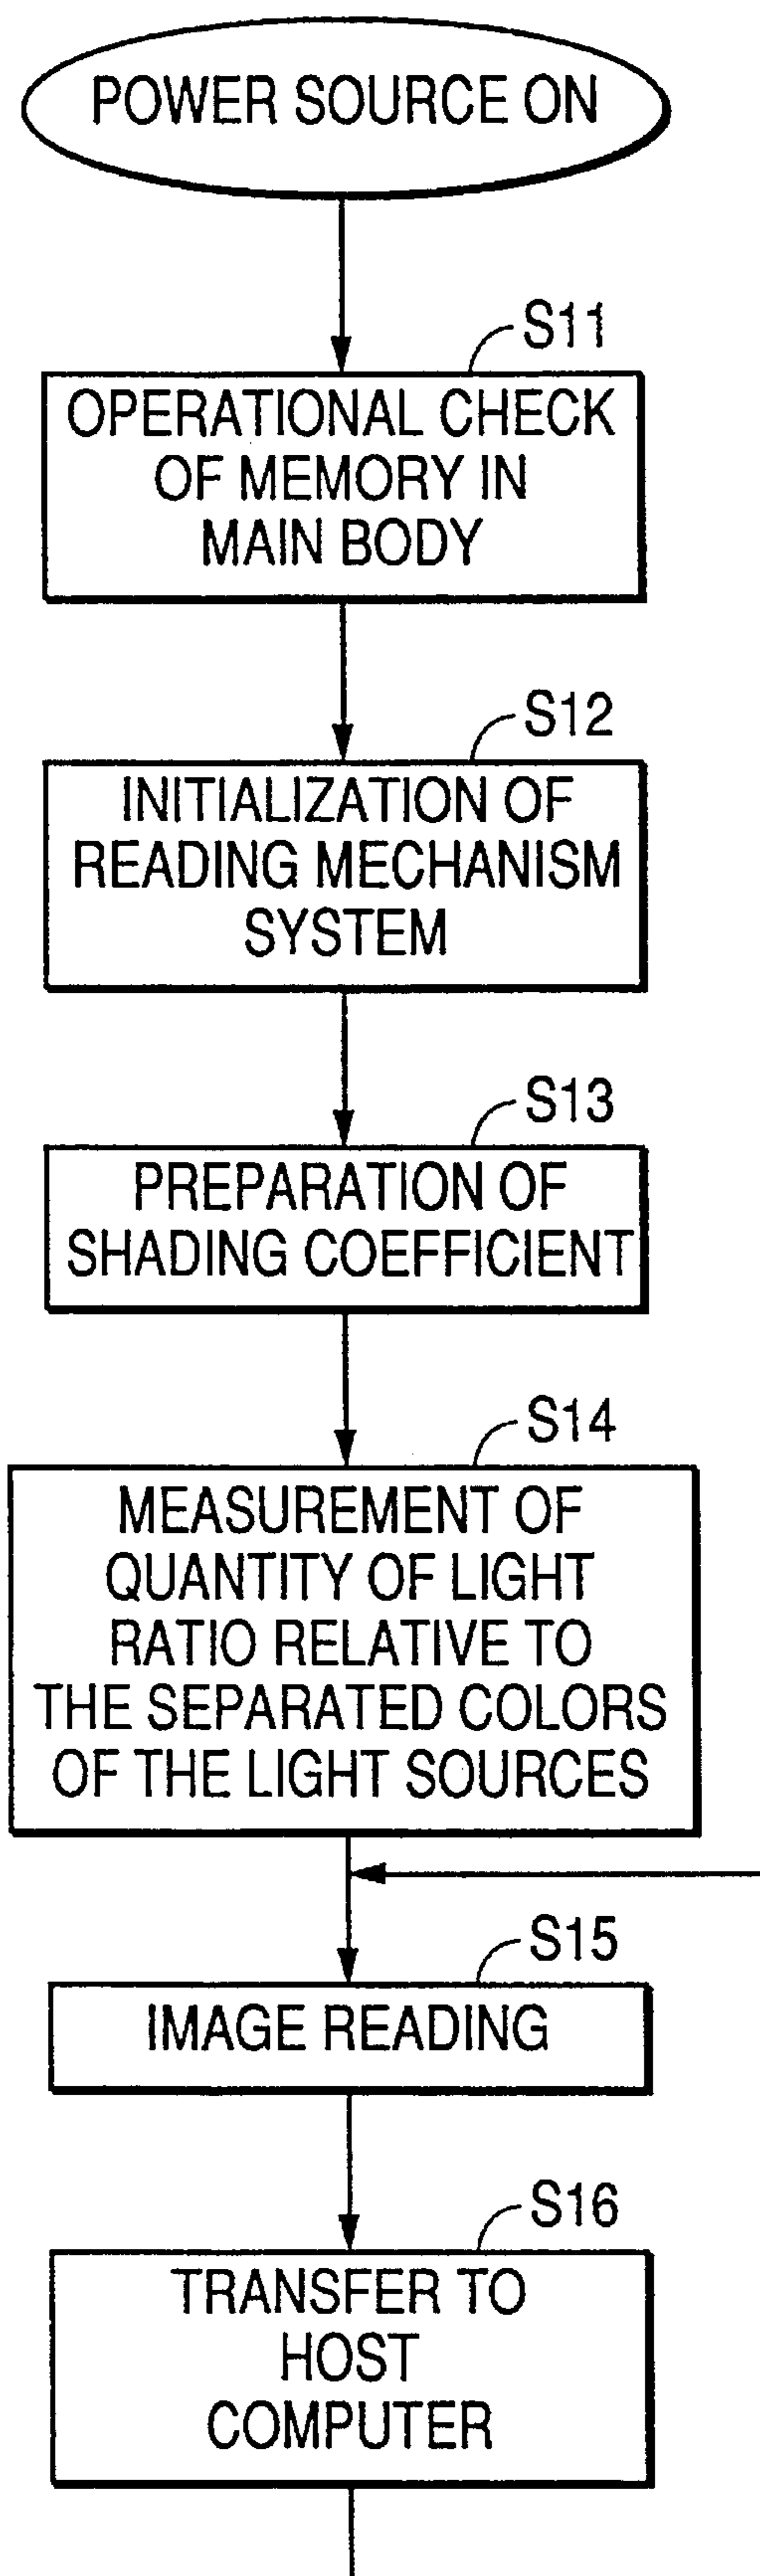 POWER SOURCE ON
S11
OPERATIONAL CHECK
OF MEMORY IN
MAIN BODY
S12
INITIALIZATION OF
READING MECHANISM
SYSTEM
S13
PREPARATION OF
SHADING COEFFICIENT
S14
MEASUREMENT OF
QUANTITY OF LIGHT
RATIO RELATIVE TO
THE SEPARATED COLORS
OF THE LIGHT SOURCES
S15
IMAGE READING
S16
TRANSFER TO
HOST
COMPUTER